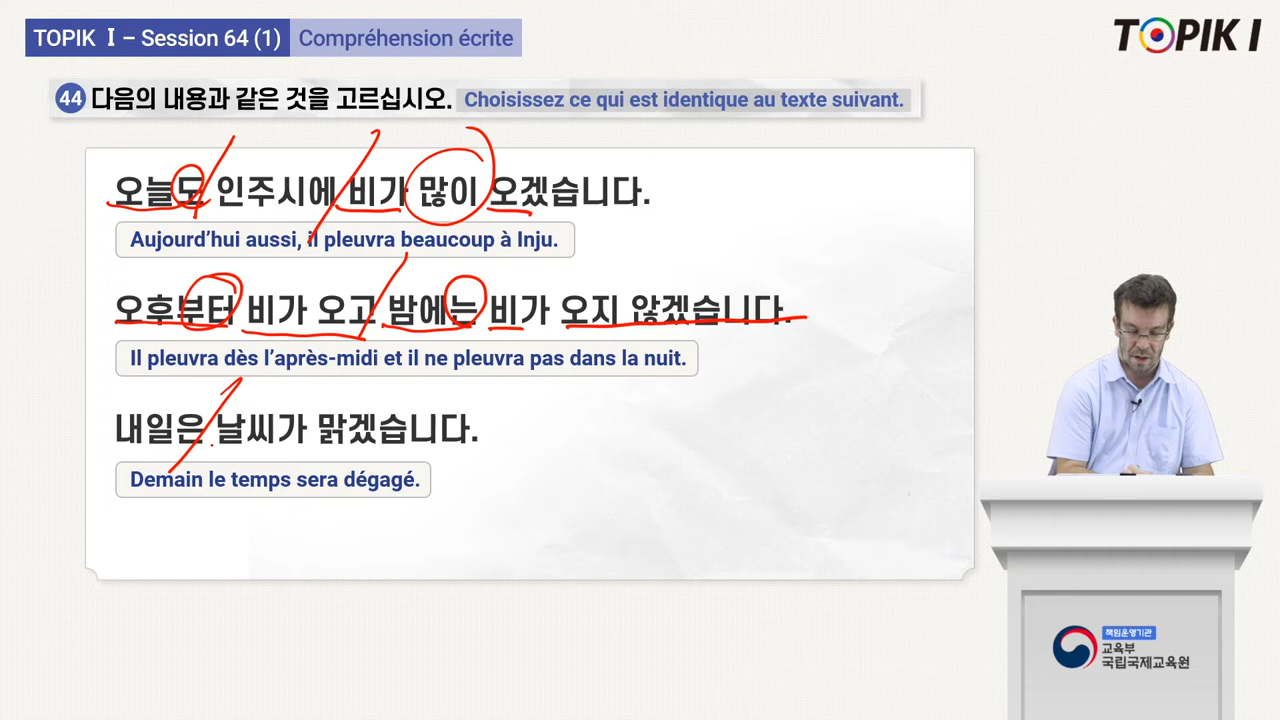 TOPIK I – Session 64 (1) Compréhension écrite
TOPIK I
44 다음의 내용과 같은 것을 고르십시오. Choisissez ce qui est identique au texte suivant.
오늘도 인주시에 비가 많이 오겠습니다.
Aujourd’hui aussi, il pleuvra beaucoup à Inju.
오후부터 비가 오고 밤에는 비가 오지 않겠습니다.
Il pleuvra dès l’après-midi et il ne pleuvra pas dans la nuit.
내일은 날씨가 맑겠습니다.
Demain le temps sera dégagé.
책임운영기관
교육부
국립국제교육원